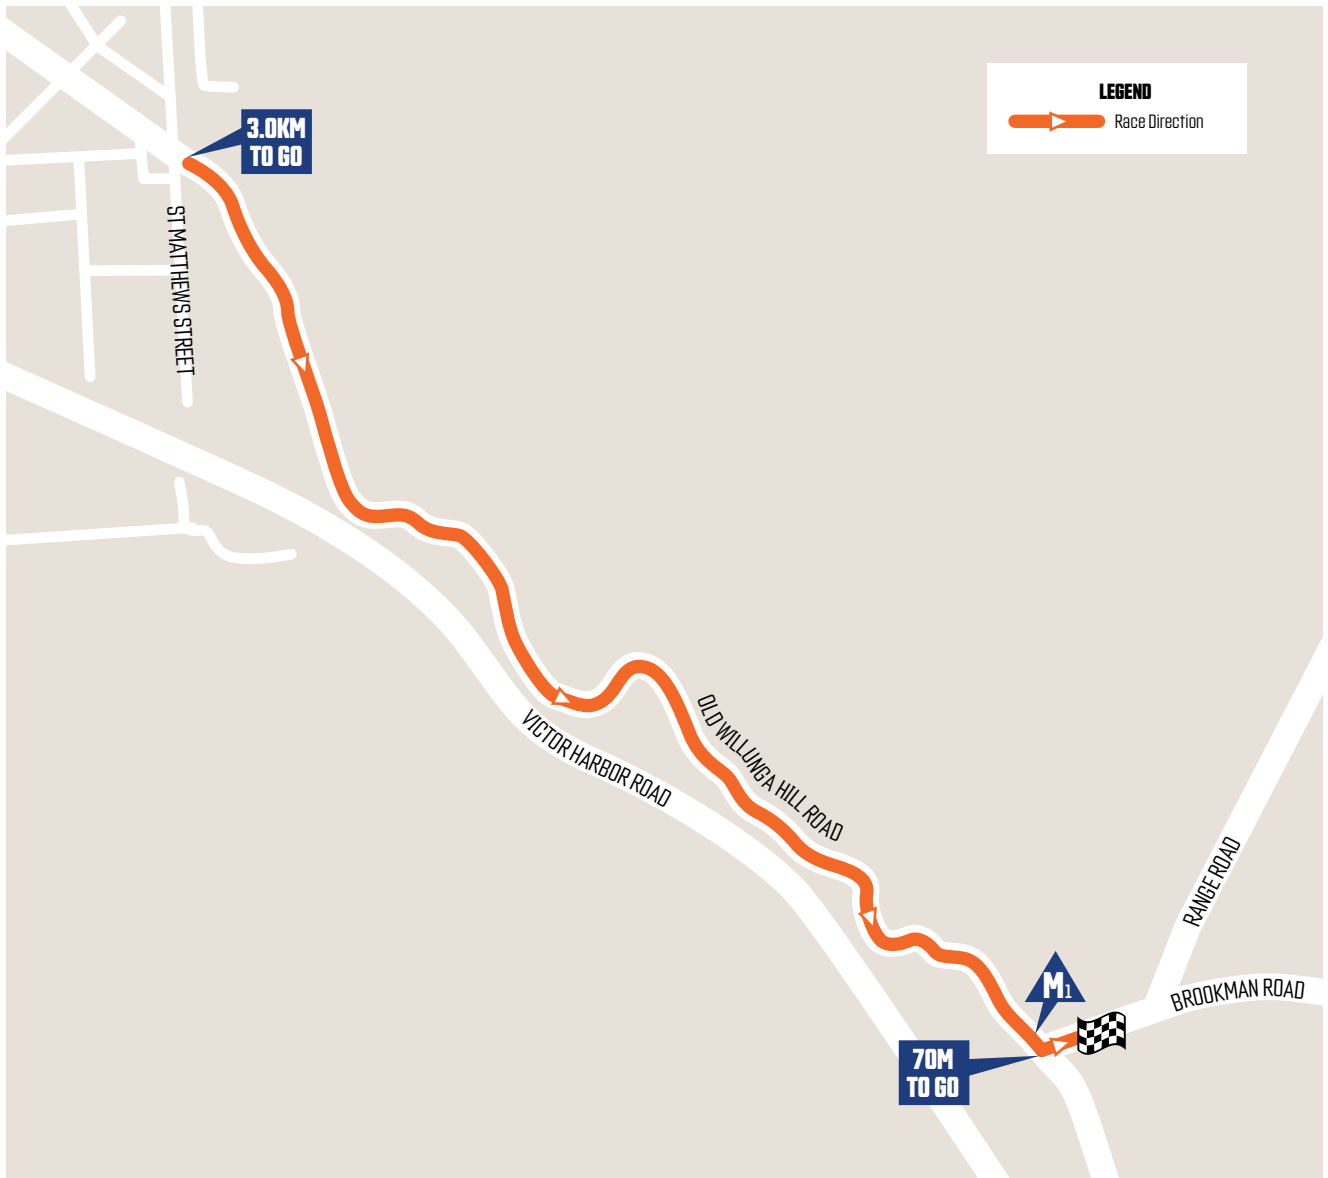 LEGEND
Race Direction
3.0KM
TO GO
ST MATTHEWS STREET
VICTOR HARBOR ROAD
OLD WILLUNGA HILL ROAD
RANGE ROAD
BROOKMAN ROAD
M1
70M
TO GO